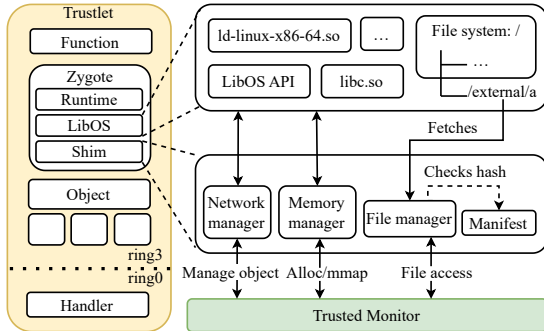 Trustlet
Function
Zygote
Runtime
LibOS
Shim
Object
ring3
ring0
Handler
ld-linux-x86-64.so
...
File system: /
...
/external/a
LibOS API
libc.so
Fetches
Checks hash
Network
manager
Memory
manager
File manager
Manifest
Manage object
Alloc/mmap
File access
Trusted Monitor